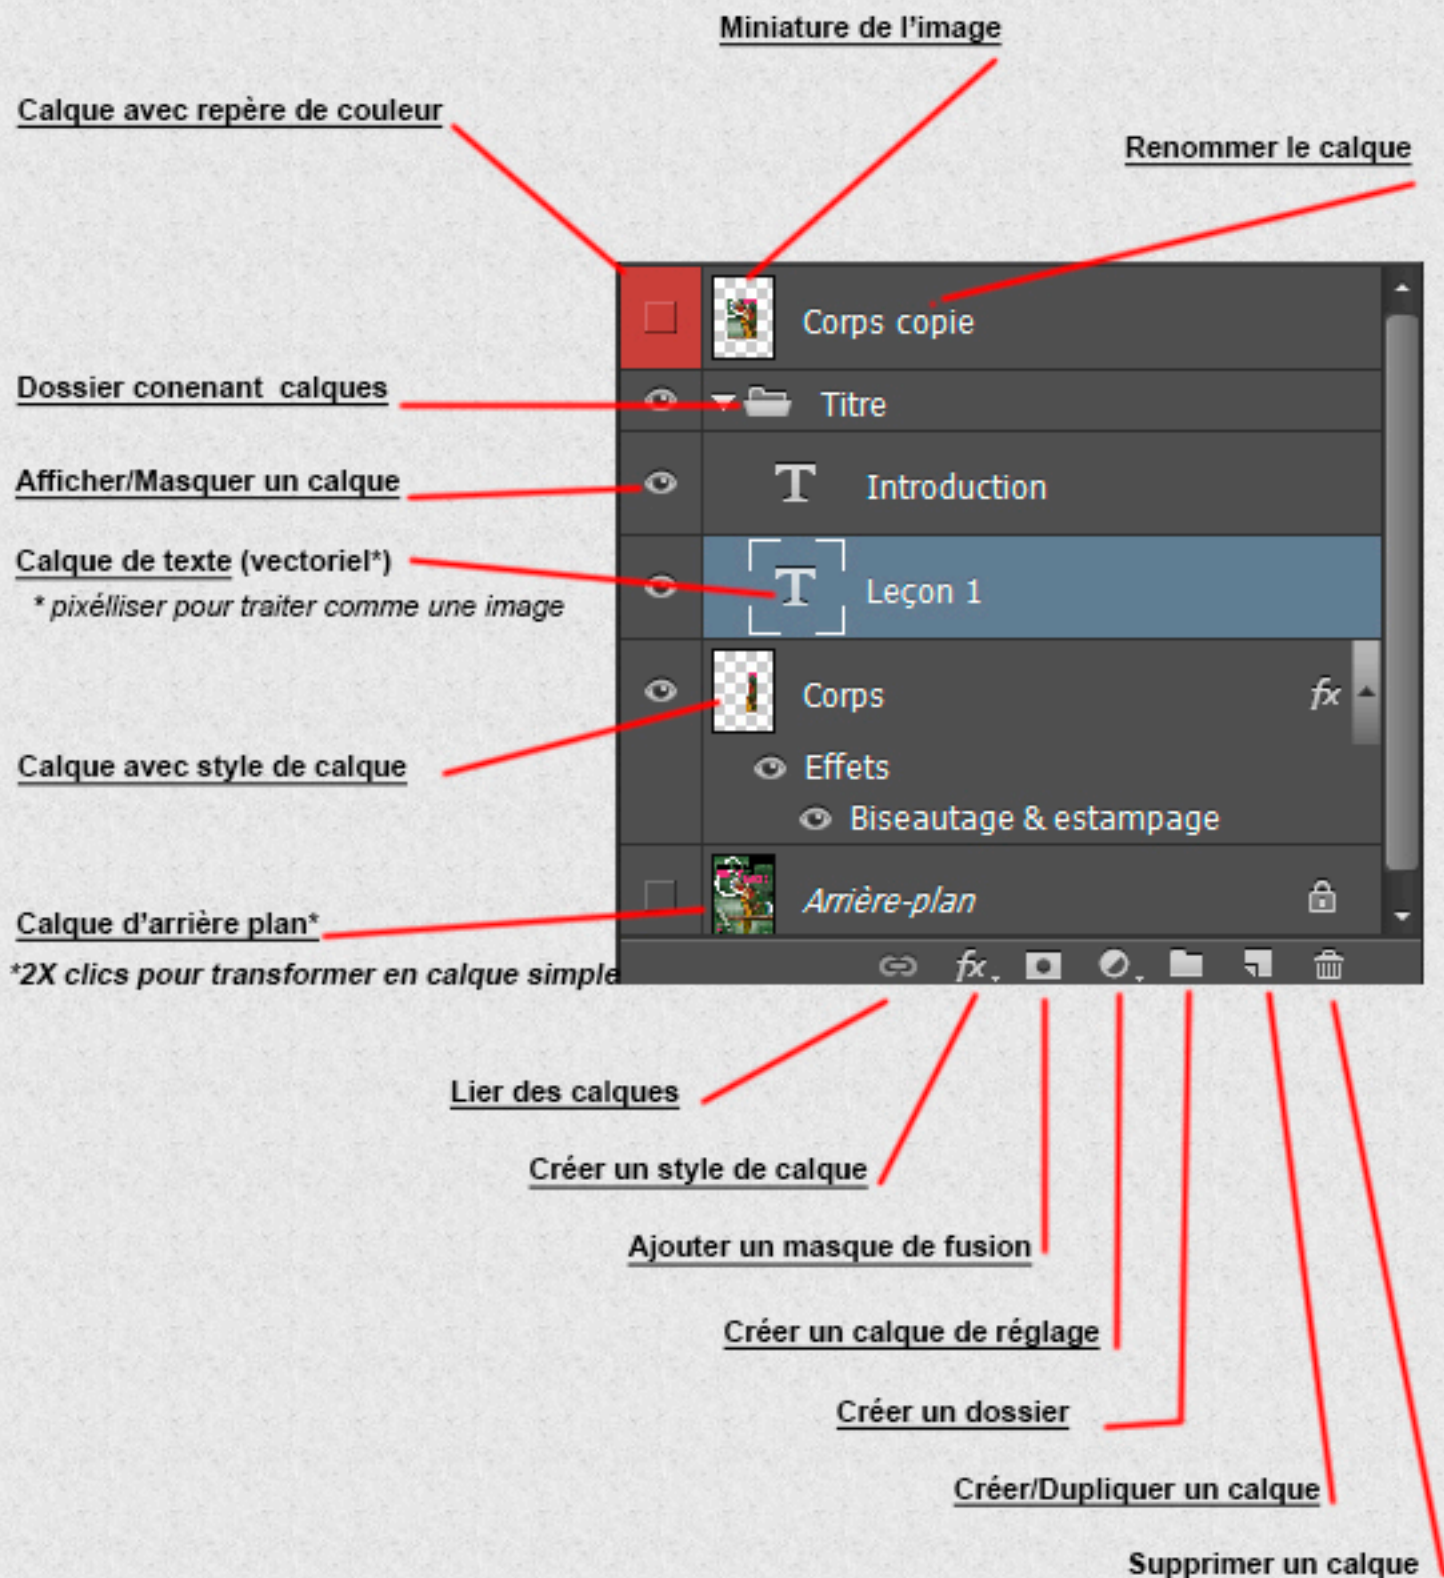 Miniature de l'image
Calque avec repère de couleur
Renommer le calque
Corps copie
Dossier conenant calques
Titre
Afficher/Masquer un calque
Introduction
Calque de texte (vectoriel*)
* pixélliser pour traiter comme une image
T Leçon 1
Corps
fx
Calque avec style de calque
Effets
Biseautage & estampage
Arrière-plan
Calque d'arrière plan*
*2X clics pour transformer en calque simple
fx
Lier des calques
Créer un style de calque
Ajouter un masque de fusion
Créer un calque de réglage
Créer un dossier
Créer/Dupliquer un calque
Supprimer un calque